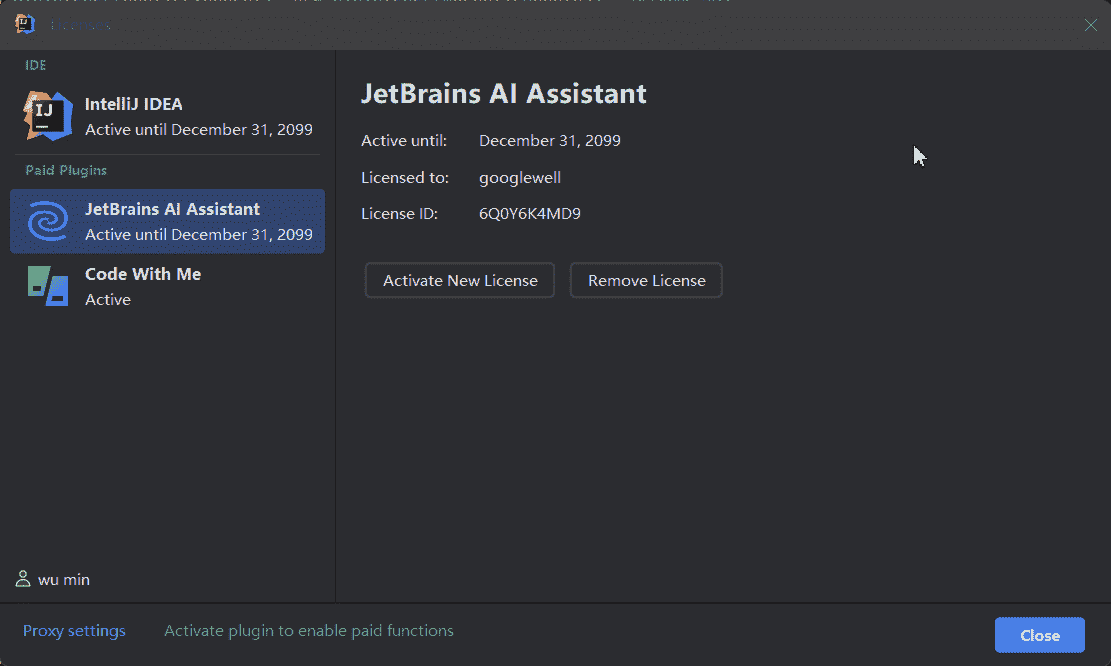 IDE
IJ
IntelliJ IDEA
Active until December 31, 2099
Paid Plugins
JetBrains AI Assistant
Active until December 31, 2099
Code With Me
Active
wu min
JetBrains AI Assistant
Active until: December 31, 2099
Licensed to: googlewell
License ID: 6Q0Y6K4MD9
Activate New License Remove License
Proxy settings Activate plugin to enable paid functions Close